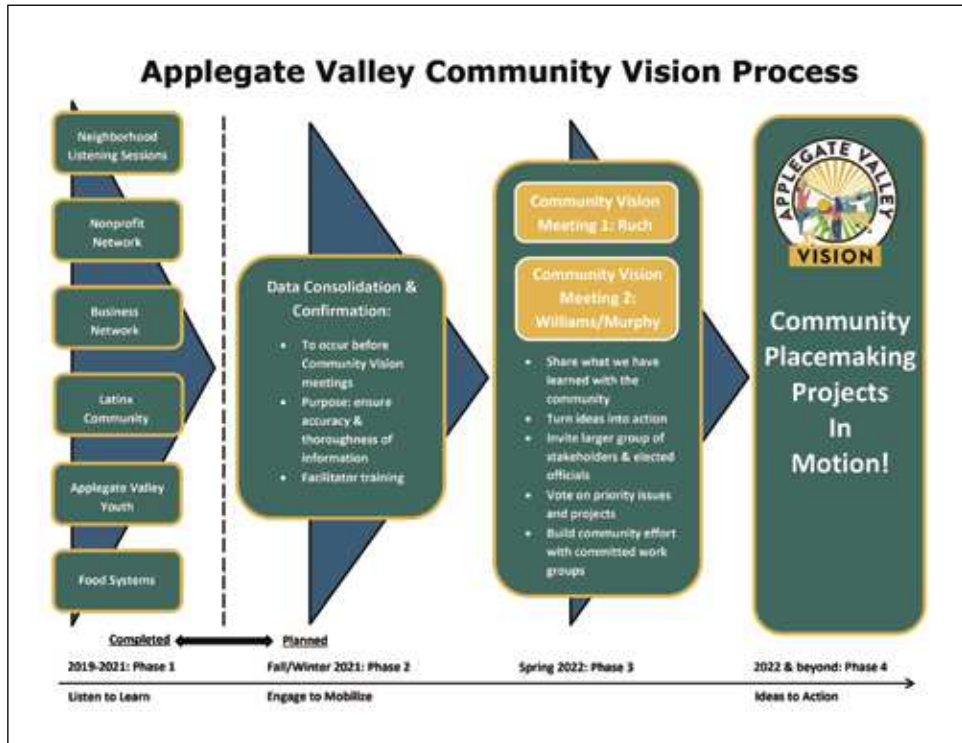 Applegate Valley Community Vision Process
Neighborhood
Listening Sessions
Nonprofit
Network
Business
Network
Latinx
Community
Applegate Valley
Youth
Food Systems
Data Consolidation &
Confirmation:
• To occur before
Community Vision
meetings
• Purpose: ensure
accuracy &
thoroughness of
information
• Facilitator training
Community Vision
Meeting 1: Ruch
Community Vision
Meeting 2:
Williams/Murphy
• Share what we have
learned with the
community
• Turn ideas into action
• Invite larger group of
stakeholders & elected
officials
• Vote on priority issues
and projects
• Build community effort
with committed work
groups
APPLEGATE VALLEY
VISION
Community
Placemaking
Projects
In
Motion!
Completed
Planned
2019-2021: Phase 1
Fall/Winter 2021: Phase 2
Spring 2022: Phase 3
2022 & beyond: Phase 4
Listen to Learn
Engage to Mobilize
Ideas to Action